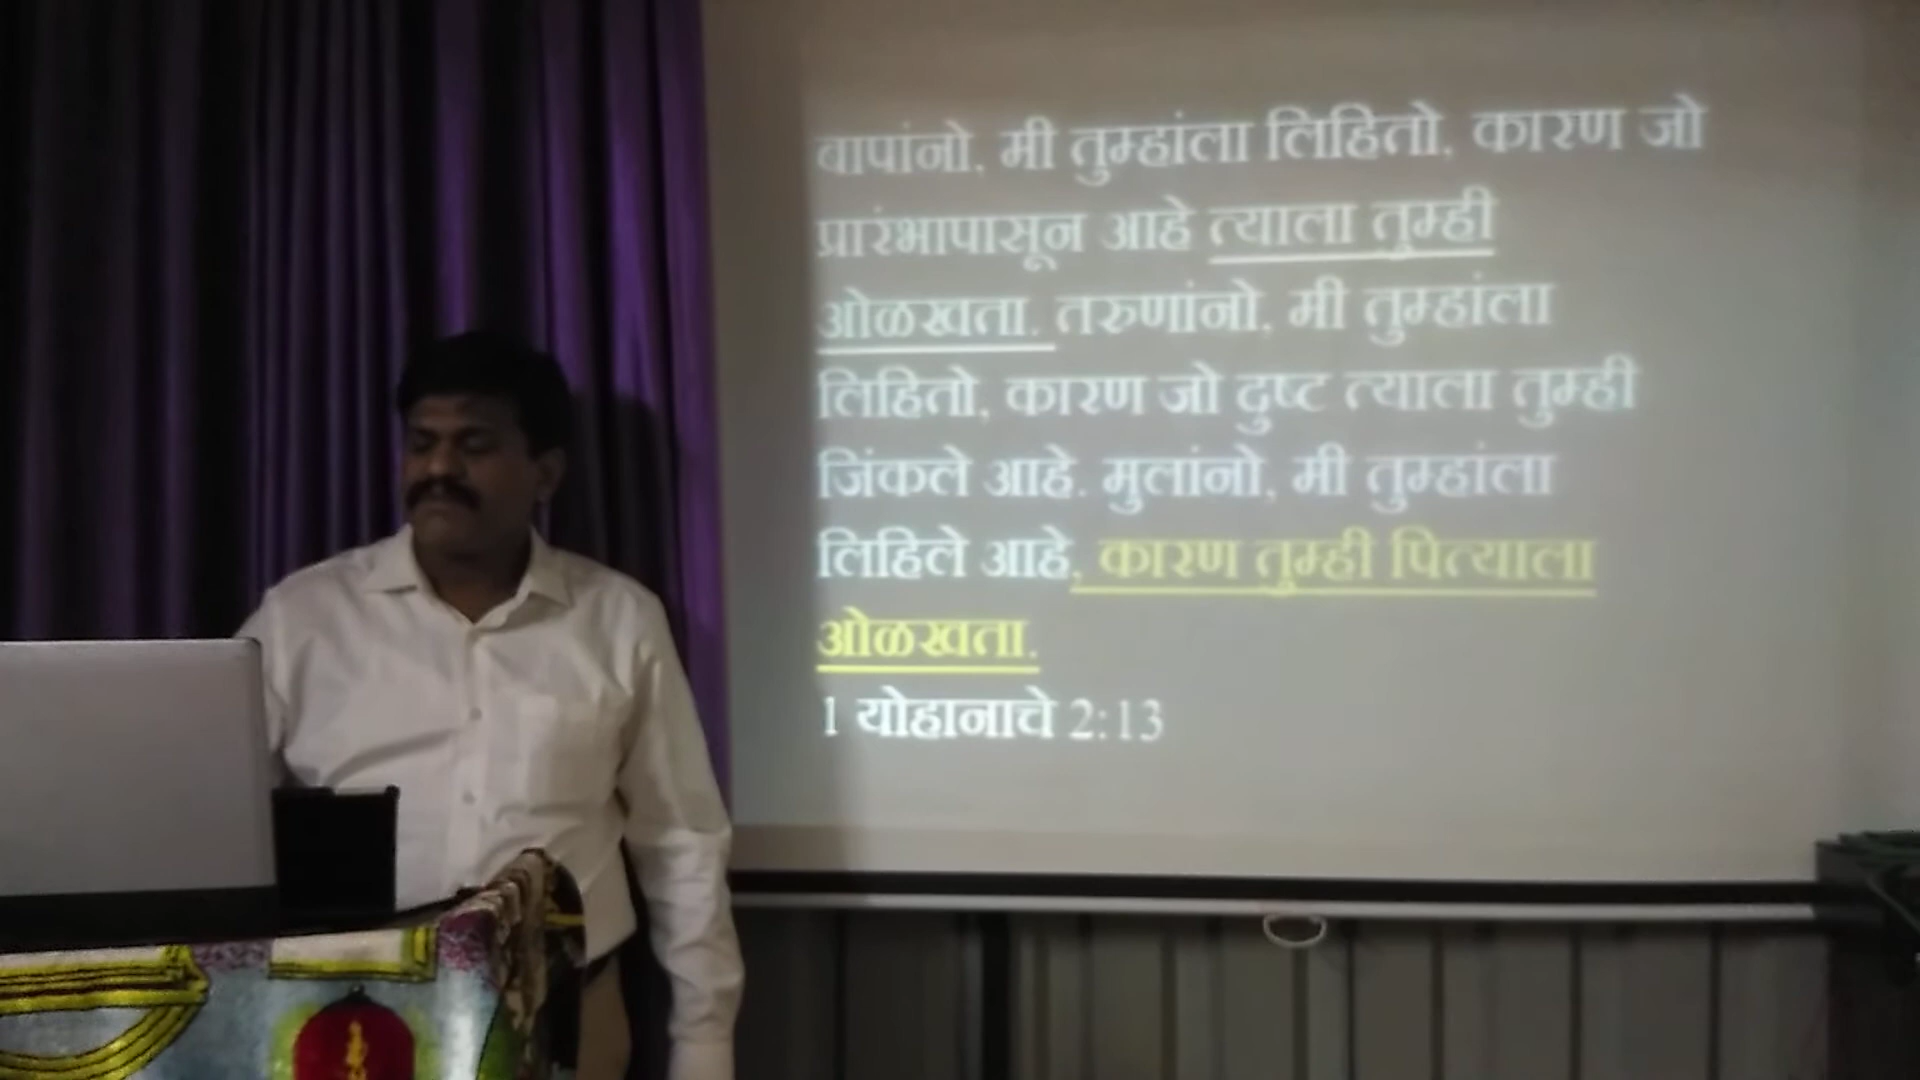 बापांनो, मी तुम्हांला लिहितो, कारण जो
प्रारंभापासून आहे त्याला तुम्ही
ओळखता. तरुणांनो, मी तुम्हांला
लिहितो, कारण जो दुष्ट त्याला तुम्ही
जिंकले आहे. मुलांनो, मी तुम्हांला
लिहिले आहे, कारण तुम्ही पित्याला
ओळखता.
1 योहानाचे 2:13